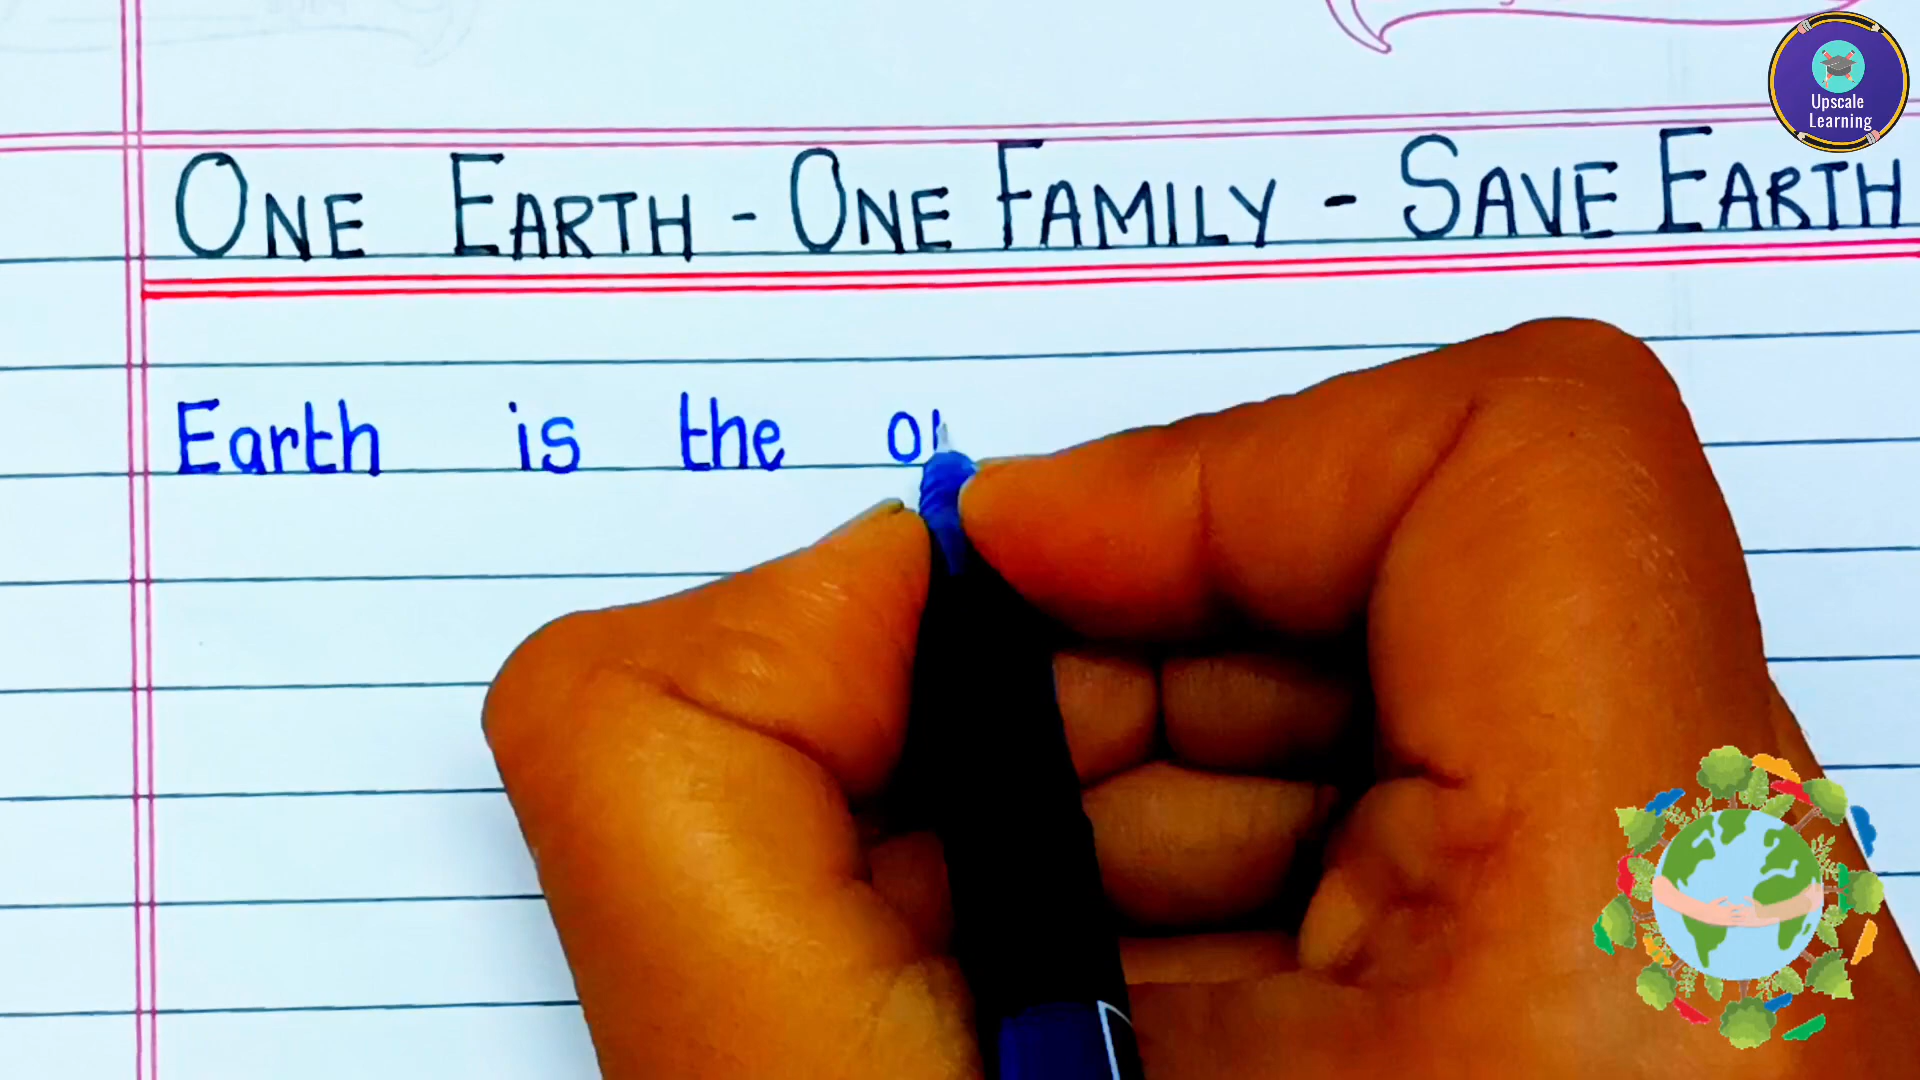 Upscale
Learning
ONE EARTH - ONE FAMILY - SAVE EARTH
Earth is the